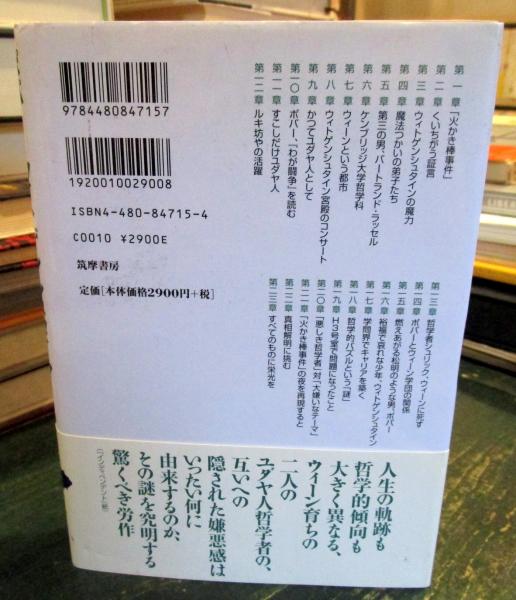 第一章 「火かき棒事件」
第二章 くいちがう証言
第三章 ウィトゲンシュタインの魔力
第四章 魔法つかいの弟子たち
第五章 第三の男、バートランド・ラッセル
第六章 ケンブリッジ大学哲学科
第七章 ウィーンという都市
第八章 ウィトゲンシュタイン宮殿のコンサート
第九章 かつてユダヤ人として
第一〇章 ポパー、『わが闘争』を読む
第一一章 すこしだけユダヤ人
第一二章 ルキ坊やの活躍
第一三章 哲学者シュリック、ウィーンに死す
第一四章 ポパーとウィーン学団の関係
第一五章 燃えあがる松明のような男、ポパー
第一六章 裕福で哀れな少年、ウィトゲンシュタイン
第一七章 学問界でキャリアを築く
第一八章 哲学的パズルという「謎」
第一九章 H3号室で問題になったこと
第二〇章 「悪しき哲学者」対「大嫌いなテーマ」
第二一章 「火かき棒事件」の夜を再現すると
第二二章 真相解明に挑む
第二三章 すべてのものに栄光を
9784480847157
1920010029008
ISBN4-480-84715-4
C0010 ¥2900E
筑摩書房
定価[本体価格2900円+税]
人生の軌跡も
哲学的傾向も
大きく異なる、
ウィーン育ちの
二人の
ユダヤ人哲学者の、
互いへの
隠された嫌悪感は
いったい何に
由来するのか、
その謎を究明する
驚くべき労作
(『インディペンデント』紙)